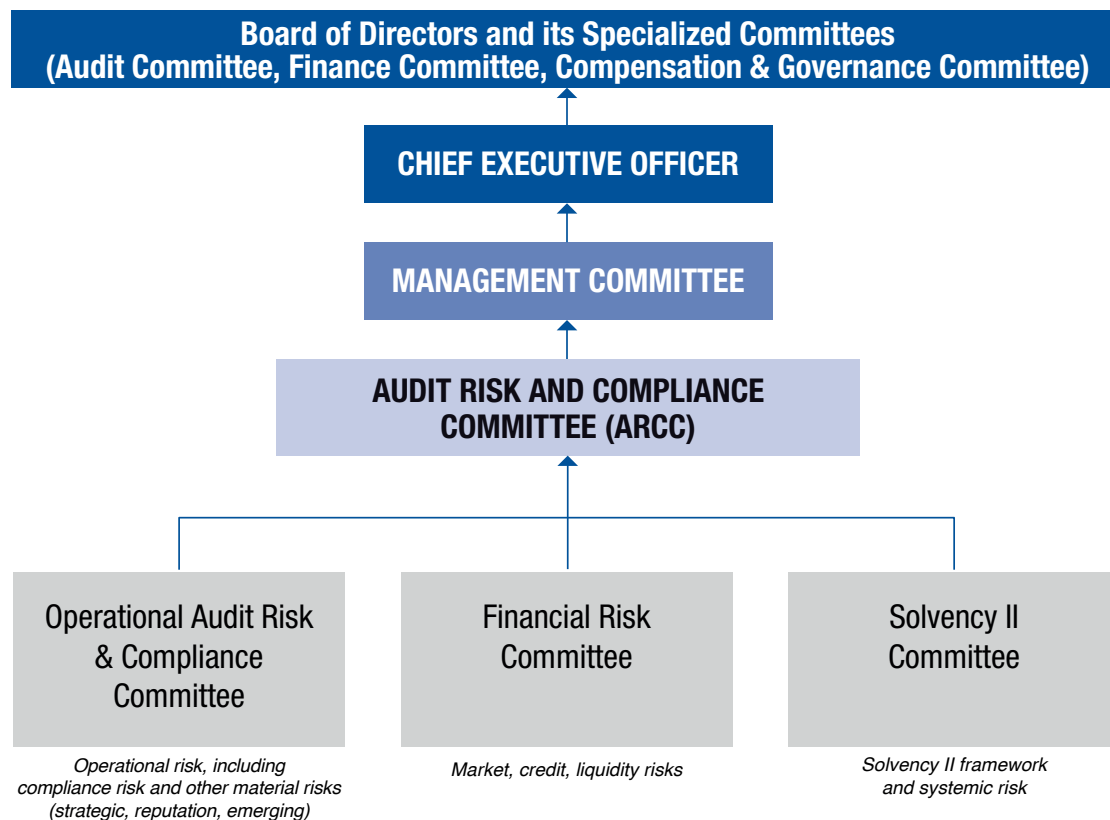 Board of Directors and its Specialized Committees
(Audit Committee, Finance Committee, Compensation & Governance Committee)
CHIEF EXECUTIVE OFFICER
MANAGEMENT COMMITTEE
AUDIT RISK AND COMPLIANCE
COMMITTEE (ARCC)
Operational Audit Risk
& Compliance
Committee
Financial Risk
Committee
Solvency II
Committee
Operational risk, including
compliance risk and other material risks
(strategic, reputation, emerging)
Market, credit, liquidity risks
Solvency II framework
and systemic risk